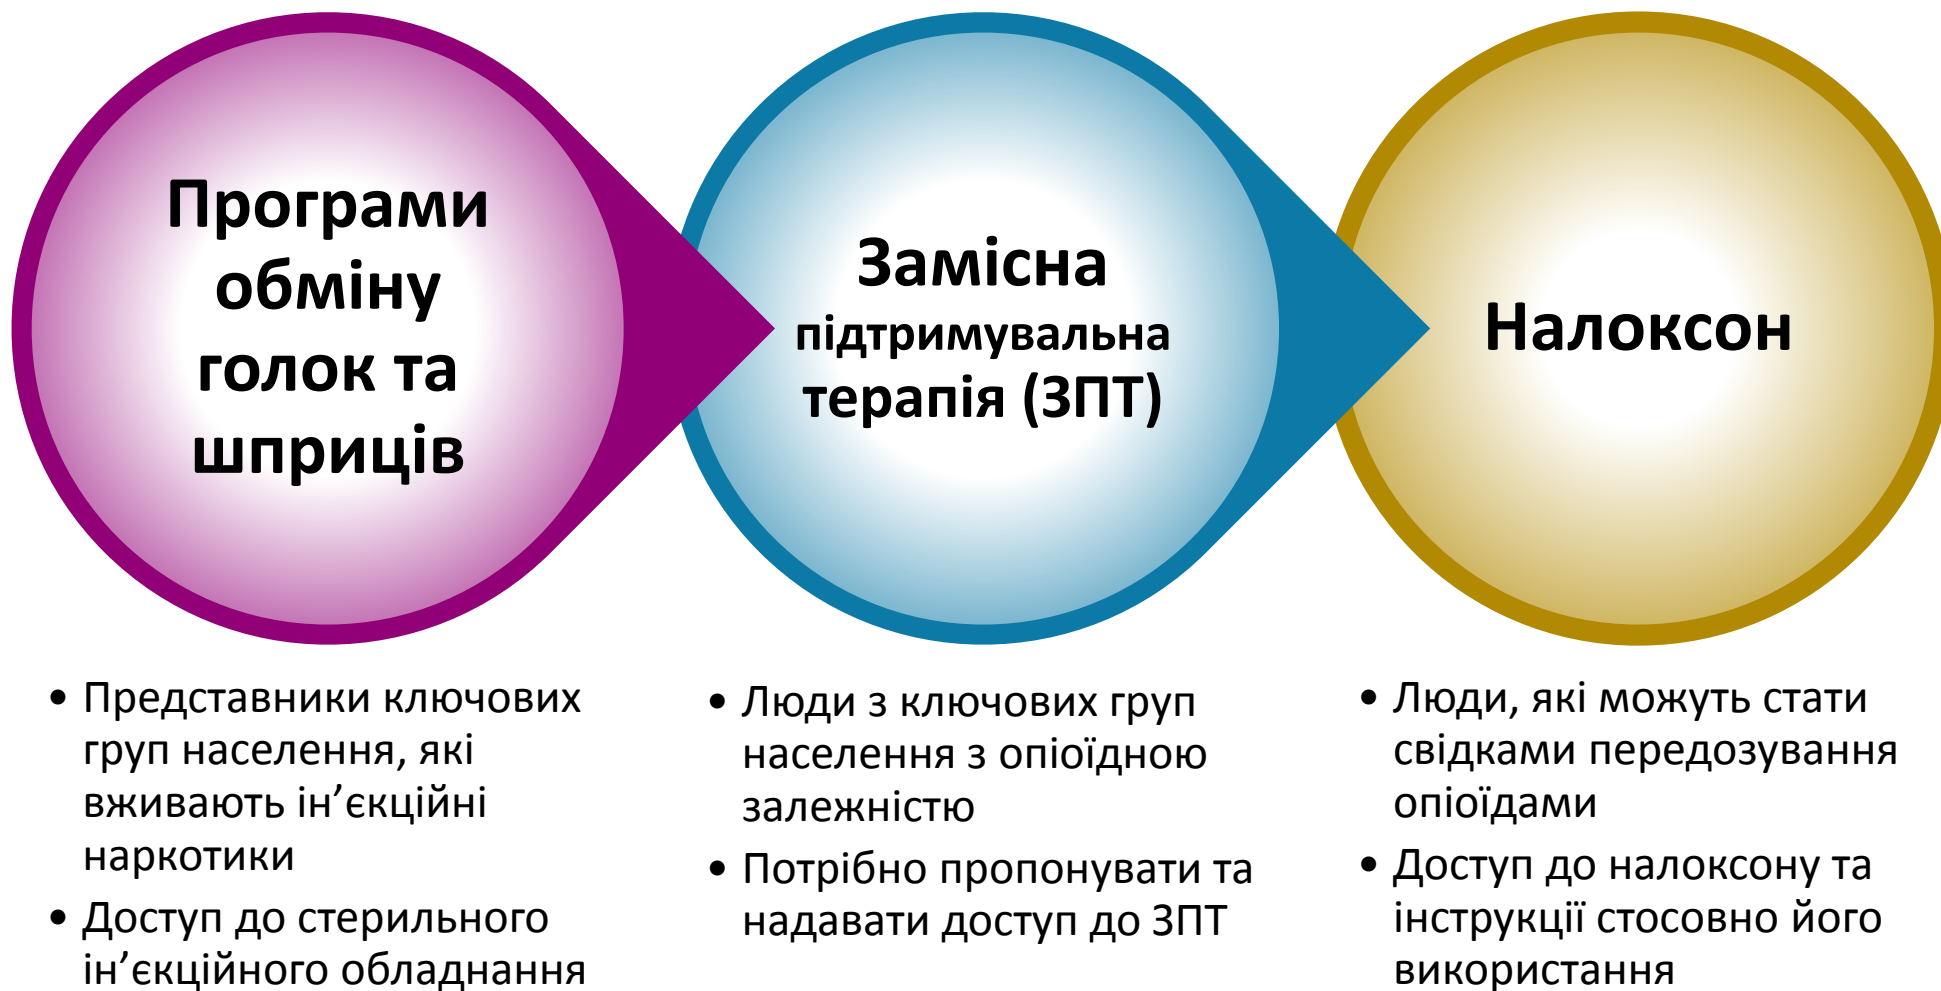 Програми
обміну
голок та
шприців
Замісна
підтримувальна
терапія (ЗПТ)
Налоксон
• Представники ключових
груп населення, які
вживають ін’єкційні
наркотики
• Доступ до стерильного
ін’єкційного обладнання
• Люди з ключових груп
населення з опіоїдною
залежністю
• Потрібно пропонувати та
надавати доступ до ЗПТ
• Люди, які можуть стати
свідками передозування
опіоїдами
• Доступ до налоксону та
інструкції стосовно його
використання